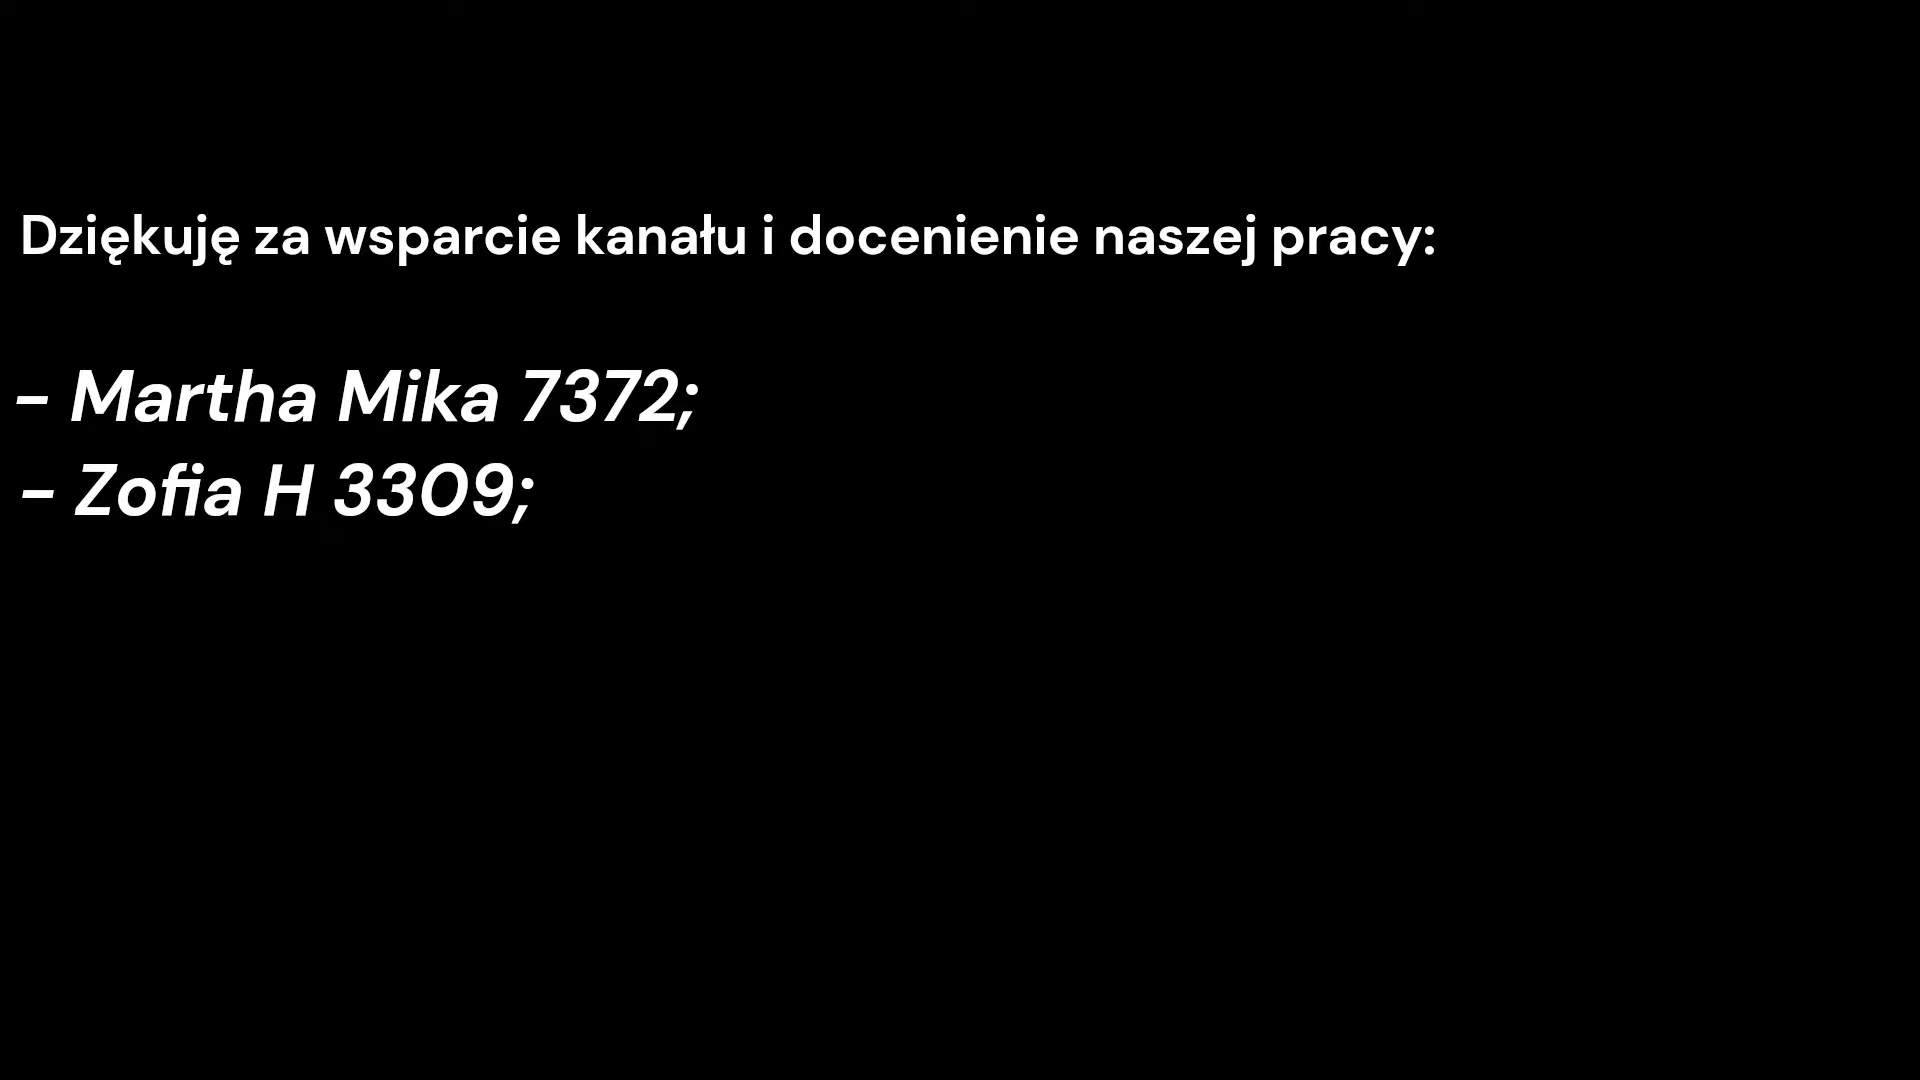 Dziękuję za wsparcie kanału i docenienie naszej pracy:
- Martha Mika 7372;
- Zofia H 3309;